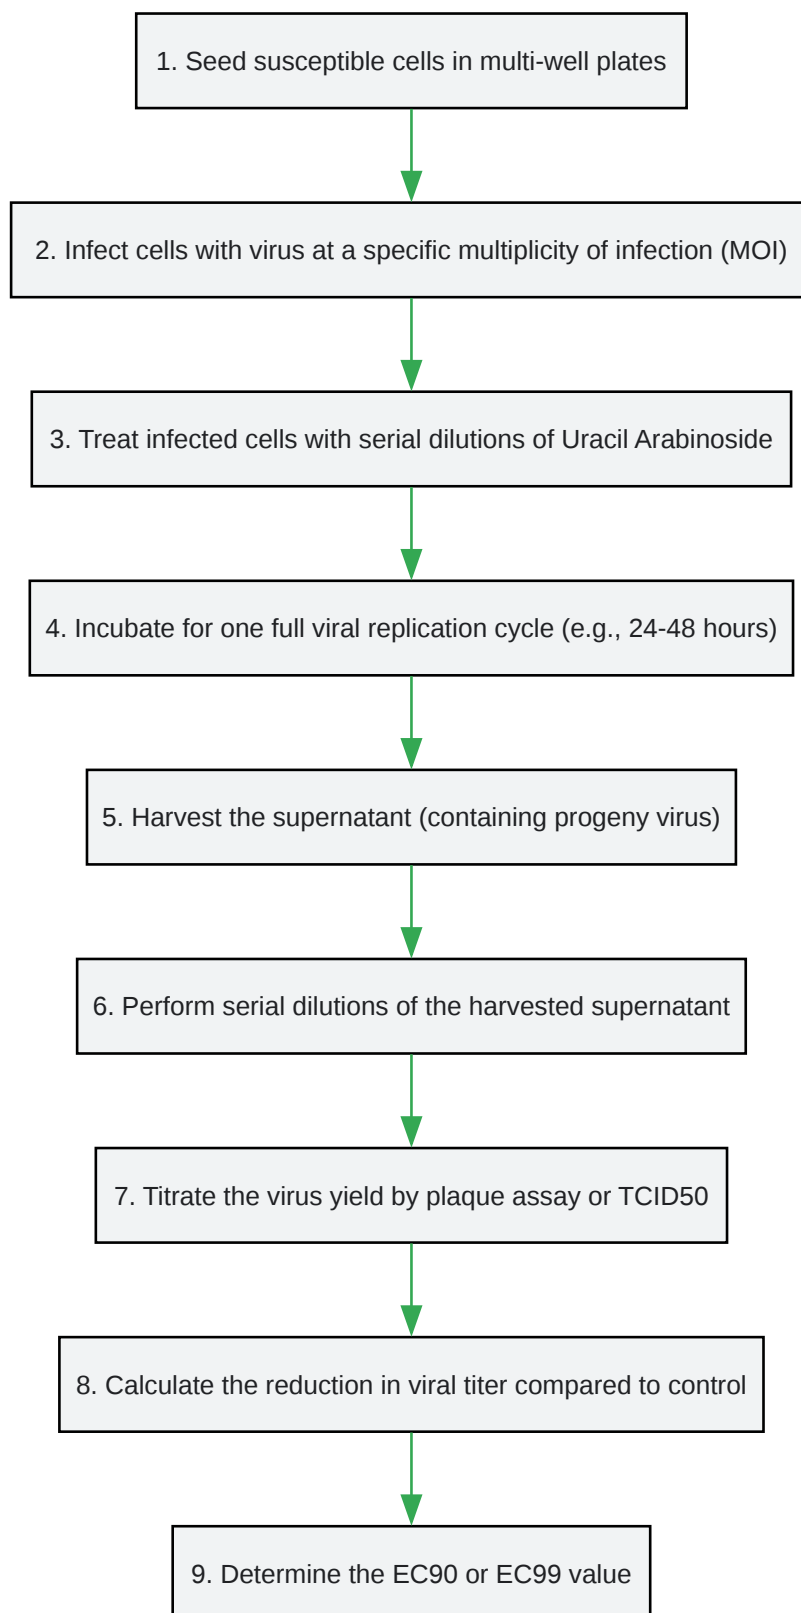 1. Seed susceptible cells in multi-well plates
2. Infect cells with virus at a specific multiplicity of infection (MOI)
3. Treat infected cells with serial dilutions of Uracil Arabinoside
4. Incubate for one full viral replication cycle (e.g., 24-48 hours)
5. Harvest the supernatant (containing progeny virus)
6. Perform serial dilutions of the harvested supernatant
7. Titrate the virus yield by plaque assay or TCID50
8. Calculate the reduction in viral titer compared to control
9. Determine the EC90 or EC99 value